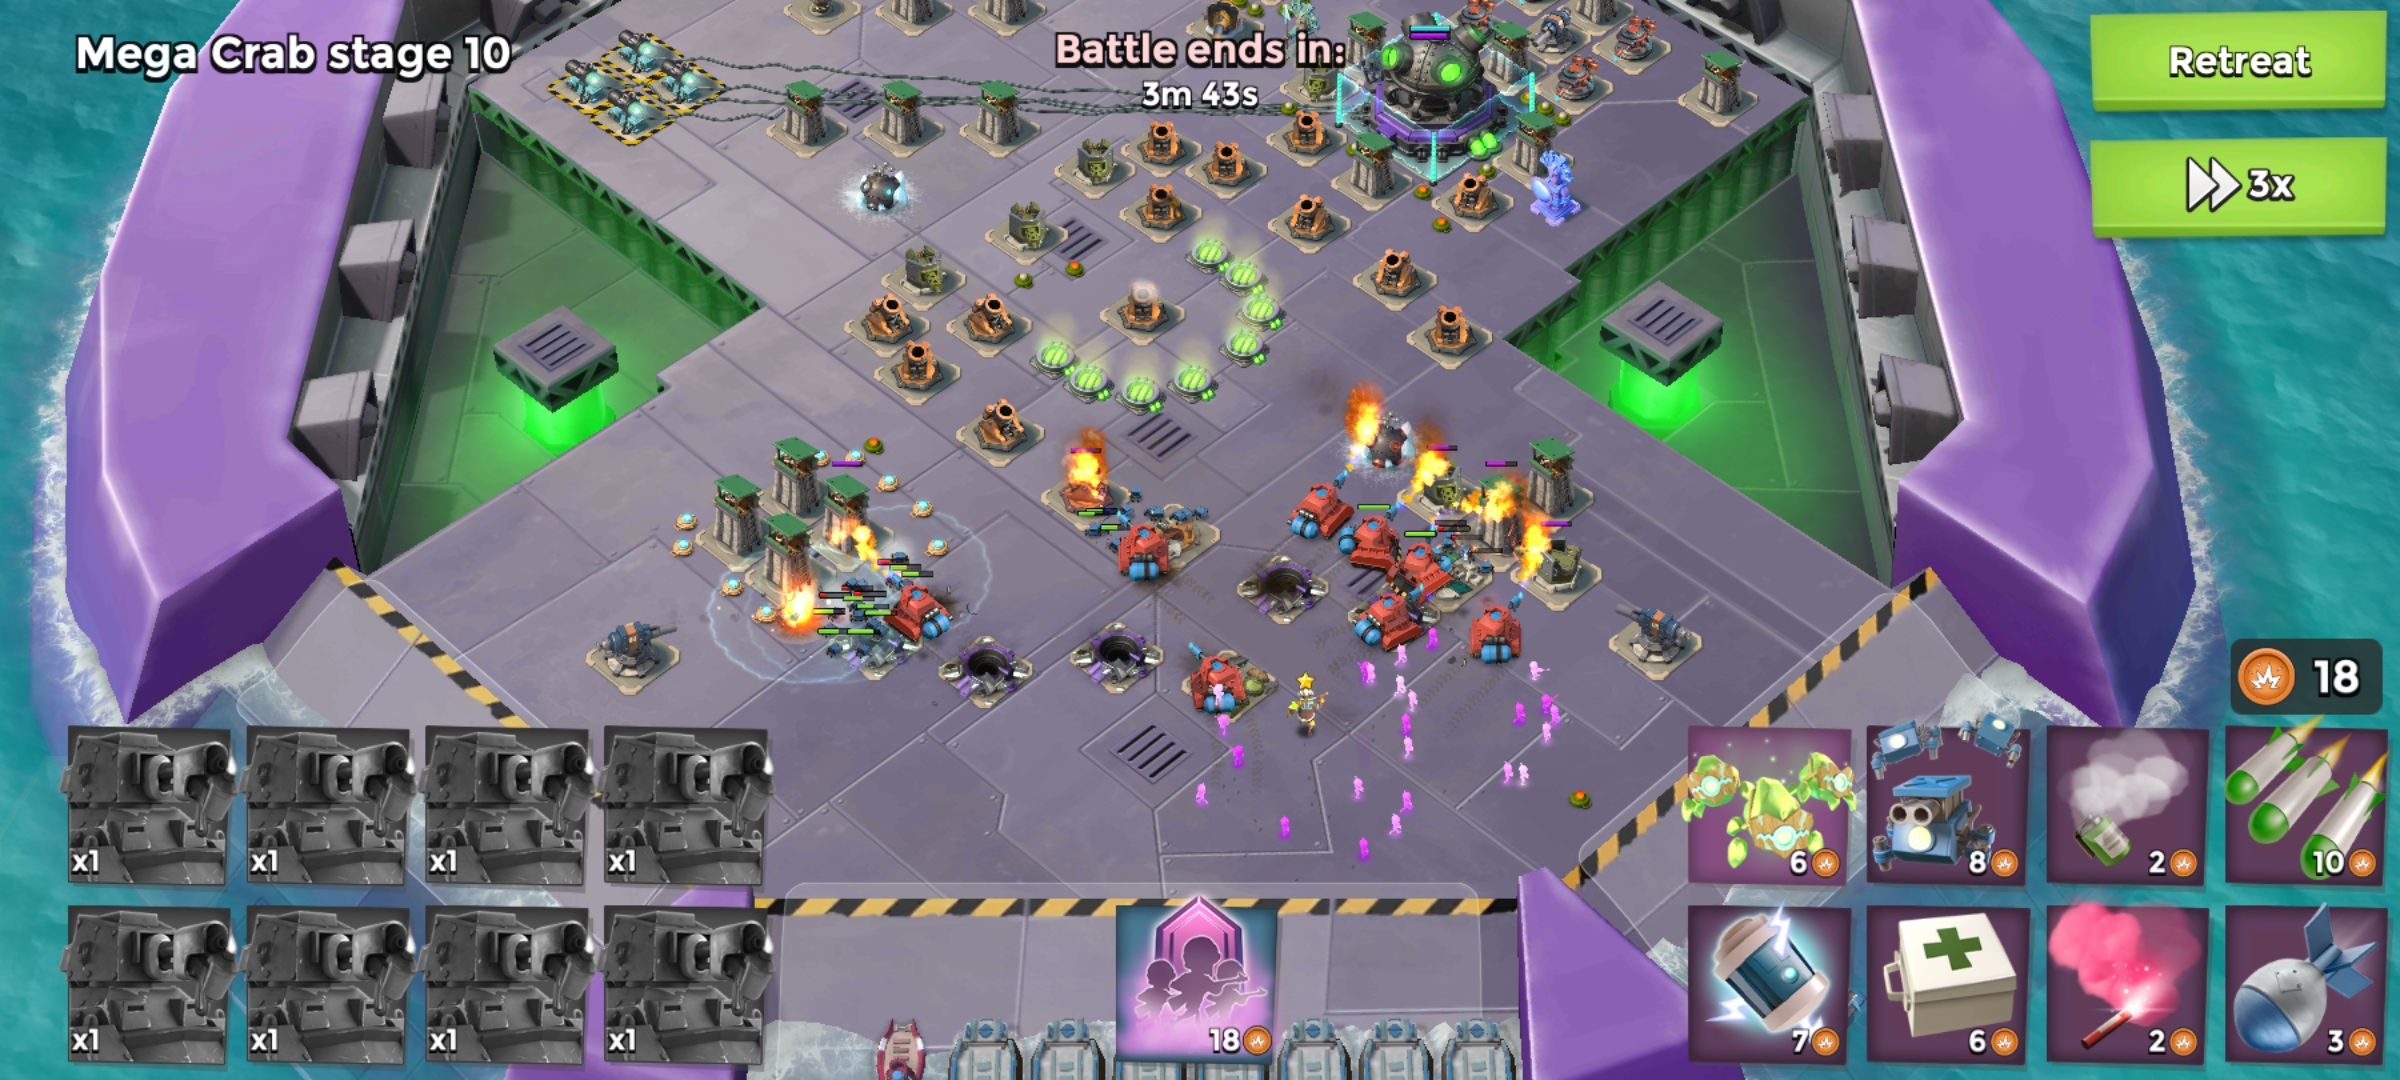 Mega Crab stage 10
Battle ends in:
3m 43s
Retreat
3x
18
x1
x1
x1
x1
6
8
2
10
x1
x1
x1
x1
18
7
6
2
3